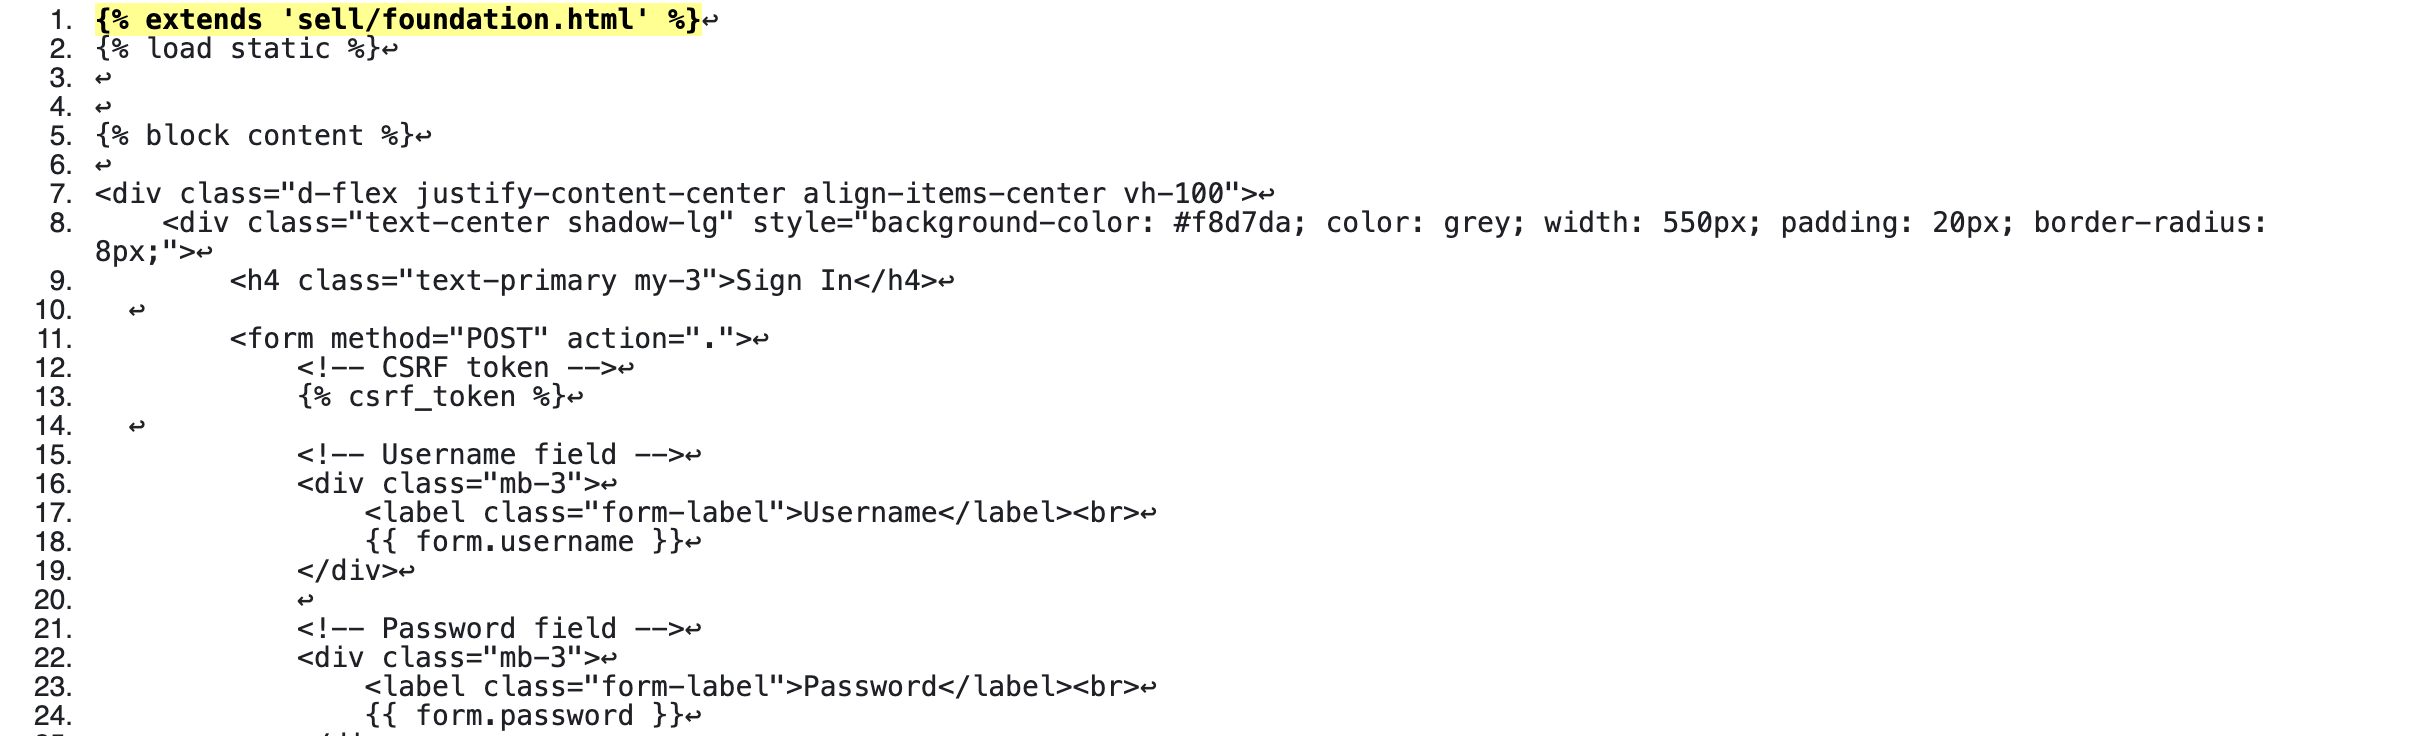 1. {% extends 'sell/foundation.html' %}↩
2. {% load static %}↩
3. ↩
4. ↩
5. {% block content %}↩
6. ↩
7. <div class="d-flex justify-content-center align-items-center vh-100">↩
8.     <div class="text-center shadow-lg" style="background-color: #f8d7da; color: grey; width: 550px; padding: 20px; border-radius:
8px;">↩
9.         <h4 class="text-primary my-3">Sign In</h4>↩
10.   ↩
11.         <form method="POST" action=".">↩
12.             <!-- CSRF token -->↩
13.             {% csrf_token %}↩
14.   ↩
15.             <!-- Username field -->↩
16.             <div class="mb-3">↩
17.                 <label class="form-label">Username</label><br>↩
18.                 {{ form.username }}↩
19.             </div>↩
20.             ↩
21.             <!-- Password field -->↩
22.             <div class="mb-3">↩
23.                 <label class="form-label">Password</label><br>↩
24.                 {{ form.password }}↩